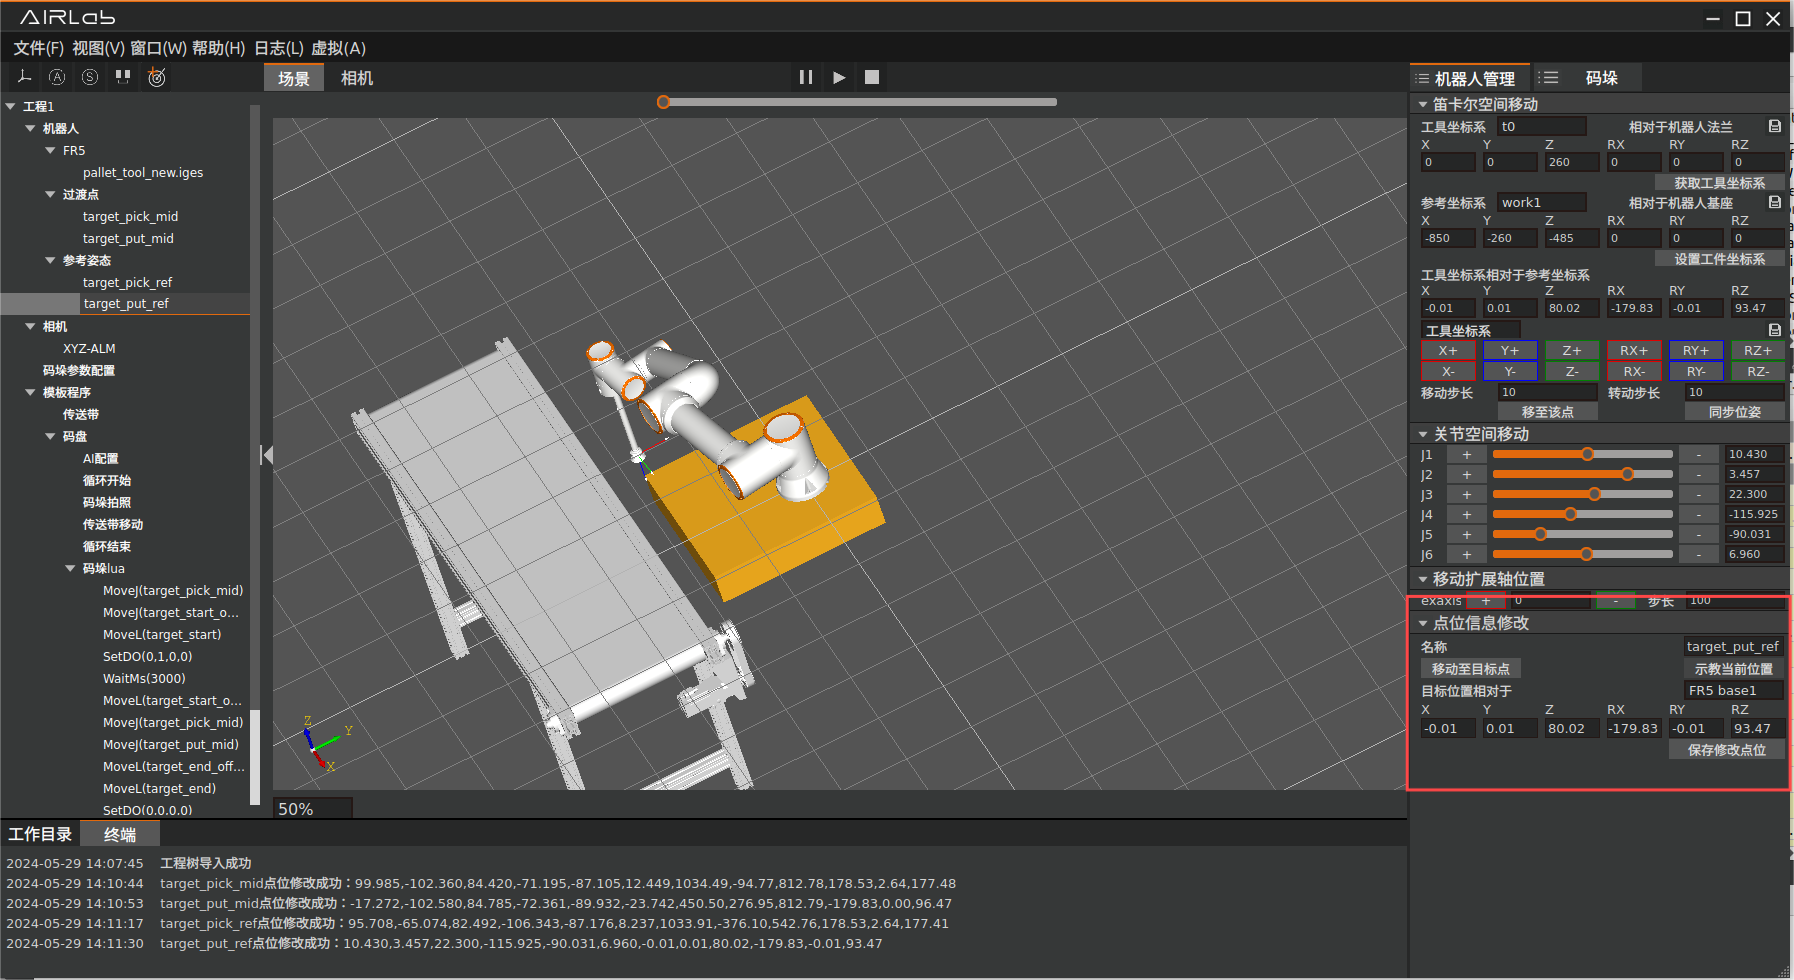 AIRLab
文件(F) 视图(V) 窗口(W) 帮助(H) 日志(L) 虚拟(A)
场景 相机
工程1
机器人
FR5
pallet_tool_new.iges
过渡点
target_pick_mid
target_put_mid
参考姿态
target_pick_ref
target_put_ref
相机
XYZ-ALM
码垛参数配置
模板程序
传送带
码盘
AI配置
循环开始
码垛拍照
传送带移动
循环结束
码垛lua
MoveJ(target_pick_mid)
MoveJ(target_start_o...
MoveL(target_start)
SetDO(0,1,0,0)
WaitMs(3000)
MoveL(target_start_o...
MoveJ(target_pick_mid)
MoveJ(target_put_mid)
MoveL(target_end_off...
MoveL(target_end)
SetDO(0,0,0,0)
Z
Y
X
50%
机器人管理 码垛
笛卡尔空间移动
工具坐标系 t0 相对于机器人法兰
X Y Z RX RY RZ
0 0 260 0 0 0
获取工具坐标系
参考坐标系 work1 相对于机器人基座
X Y Z RX RY RZ
-850 -260 -485 0 0 0
设置工件坐标系
工具坐标系相对于参考坐标系
X Y Z RX RY RZ
-0.01 0.01 80.02 -179.83 -0.01 93.47
工具坐标系
X+ Y+ Z+ RX+ RY+ RZ+
X- Y- Z- RX- RY- RZ-
移动步长 10 转动步长 10
移至该点 同步位姿
关节空间移动
J1 + - 10.430
J2 + - 3.457
J3 + - 22.300
J4 + - -115.925
J5 + - -90.031
J6 + - 6.960
移动扩展轴位置
exaxis + 0 - 步长 100
点位信息修改
名称 target_put_ref
移动至目标点 示教当前位置
目标位置相对于 FR5 base1
X Y Z RX RY RZ
-0.01 0.01 80.02 -179.83 -0.01 93.47
保存修改点位
工作目录 终端
2024-05-29 14:07:45 工程树导入成功
2024-05-29 14:10:44 target_pick_mid点位修改成功：99.985,-102.360,84.420,-71.195,-87.105,12.449,1034.49,-94.77,812.78,178.53,2.64,177.48
2024-05-29 14:10:53 target_put_mid点位修改成功：-17.272,-102.580,84.785,-72.361,-89.932,-23.742,450.50,276.95,812.79,-179.83,0.00,96.47
2024-05-29 14:11:17 target_pick_ref点位修改成功：95.708,-65.074,82.492,-106.343,-87.176,8.237,1033.91,-376.10,542.76,178.53,2.64,177.41
2024-05-29 14:11:30 target_put_ref点位修改成功：10.430,3.457,22.300,-115.925,-90.031,6.960,-0.01,0.01,80.02,-179.83,-0.01,93.47